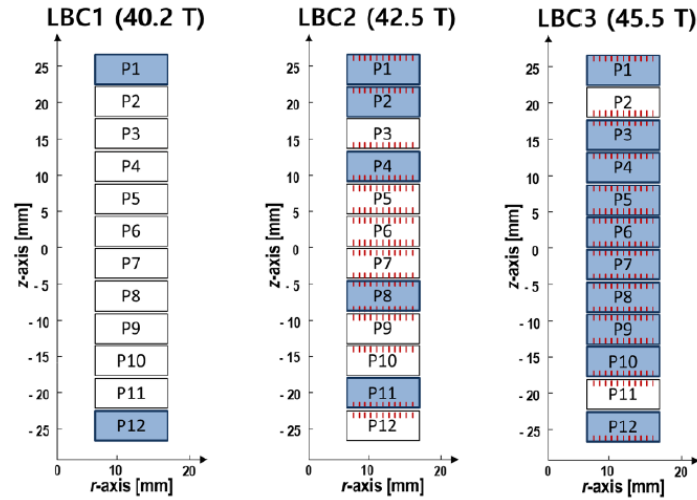 LBC1 (40.2 T)
z-axis [mm]
25
20
15
10
5
0
- 5
- 10
- 15
- 20
- 25
P1
P2
P3
P4
P5
P6
P7
P8
P9
P10
P11
P12
0
10
20
r-axis [mm]
LBC2 (42.5 T)
z-axis [mm]
25
20
15
10
5
0
- 5
- 10
- 15
- 20
- 25
P1
P2
P3
P4
P5
P6
P7
P8
P9
P10
P11
P12
0
10
20
r-axis [mm]
LBC3 (45.5 T)
z-axis [mm]
25
20
15
10
5
0
- 5
- 10
- 15
- 20
- 25
P1
P2
P3
P4
P5
P6
P7
P8
P9
P10
P11
P12
0
10
20
r-axis [mm]